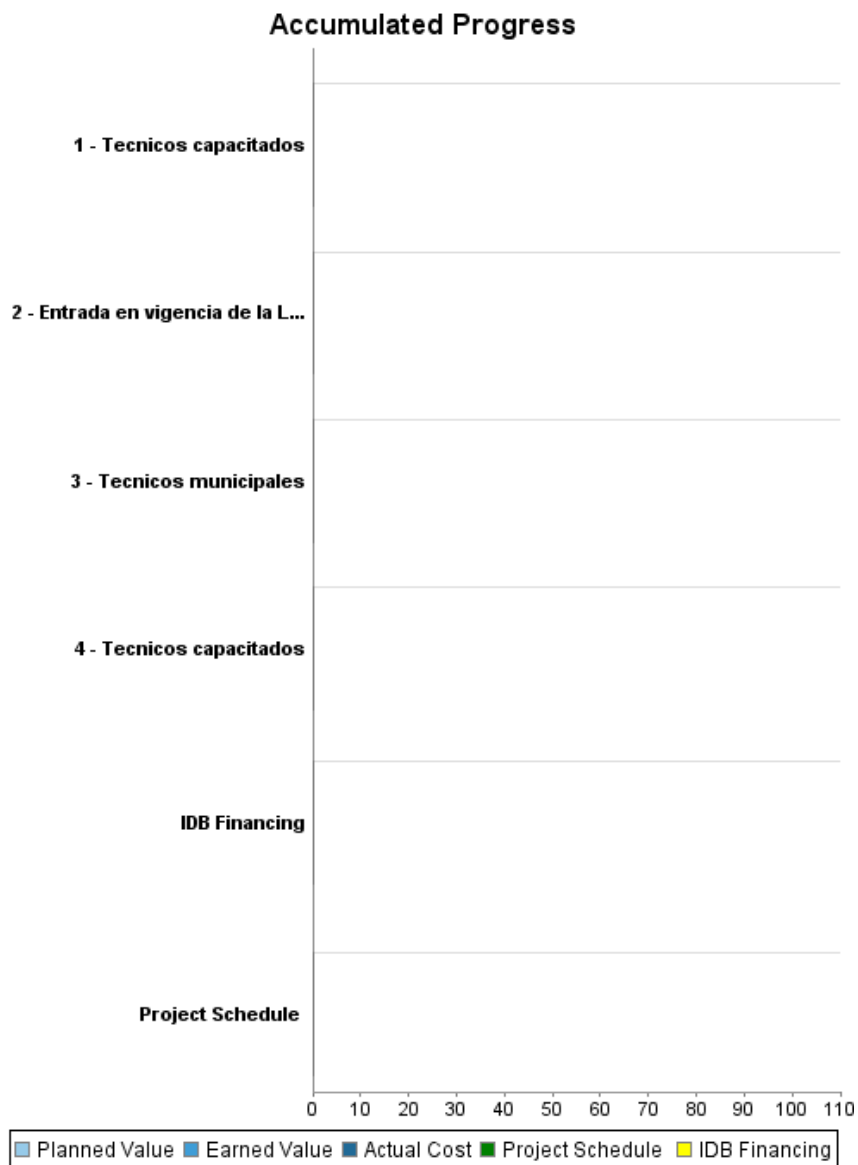 Accumulated Progress
1 - Tecnicos capacitados
2 - Entrada en vigencia de la L...
3 - Tecnicos municipales
4 - Tecnicos capacitados
IDB Financing
Project Schedule
0 10 20 30 40 50 60 70 80 90 100 110
Planned Value Earned Value Actual Cost Project Schedule IDB Financing